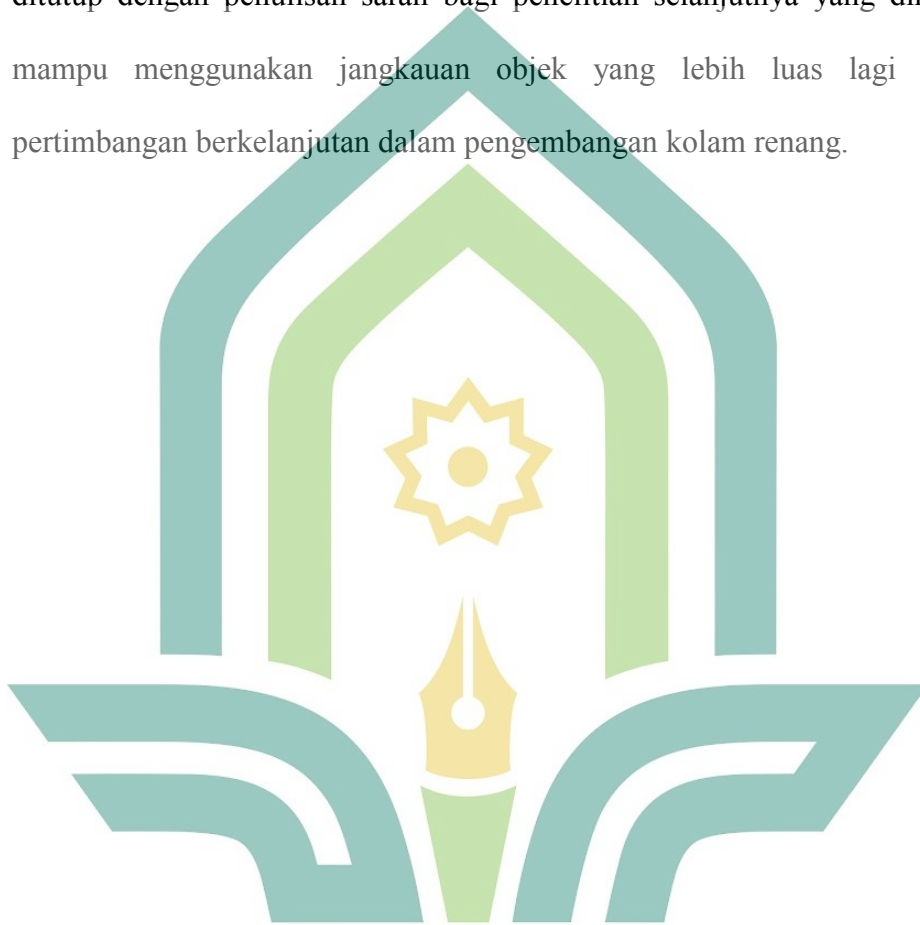 ditutup dengan penulisan saran bagi penelitian selanjutnya yang
mampu menggunakan jangkauan objek yang lebih luas lagi
pertimbangan berkelanjutan dalam pengembangan kolam renang.